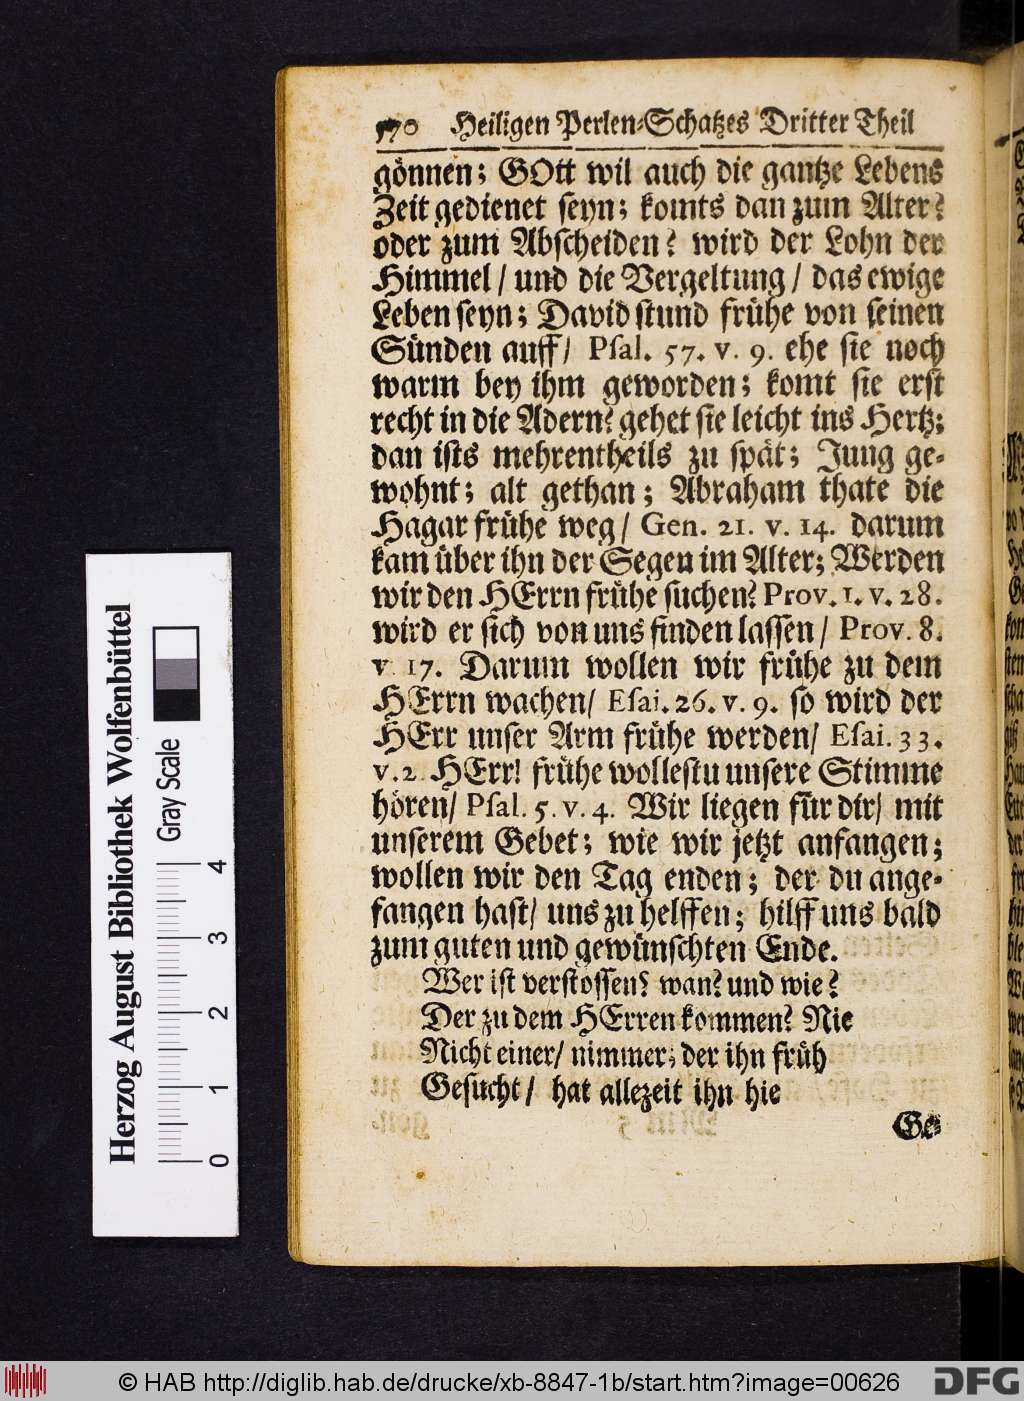 570 Heiligen Perlen-Schatzes Dritter Theil
gönnen; GOtt wil auch die gantze Lebens
Zeit gedienet seyn; komts dan zum Alter?
oder zum Abscheiden? wird der Lohn der
Himmel/ und die Vergeltung/ das ewige
Leben seyn; David stund frühe von seinen
Sünden auff/ Psal. 57. v. 9. ehe sie noch
warm bey ihm geworden; komt sie erst
recht in die Adern? gehet sie leicht ins Hertz;
dan ists mehrentheils zu spät; Jung ge-
wohnt; alt gethan; Abraham thate die
Hagar frühe weg/ Gen. 21. v. 14. darum
kam über ihn der Segen im Alter; Werden
wir den HErrn frühe suchen? Prov. 1. v. 28.
wird er sich von uns finden lassen/ Prov. 8.
v. 17. Darum wollen wir frühe zu dem
HErrn wachen/ Esai. 26. v. 9. so wird der
HErr unser Arm frühe werden/ Esai. 33.
v. 2. HErr! frühe wollestu unsere Stimme
hören/ Psal. 5. v. 4. Wir liegen für dir/ mit
unserem Gebet; wie wir jetzt anfangen;
wollen wir den Tag enden; der du ange-
fangen hast/ uns zu helffen; hilff uns bald
zum guten und gewünschten Ende.
Wer ist verstossen? wan? und wie?
Der zu dem HErren kommen? Nie
Nicht einer/ nimmer; der ihn früh
Gesucht/ hat allezeit ihn hie
Ge-
Herzog August Bibliothek Wolfenbüttel
Gray Scale
0 1 2 3 4
© HAB http://diglib.hab.de/drucke/xb-8847-1b/start.htm?image=00626
DFG